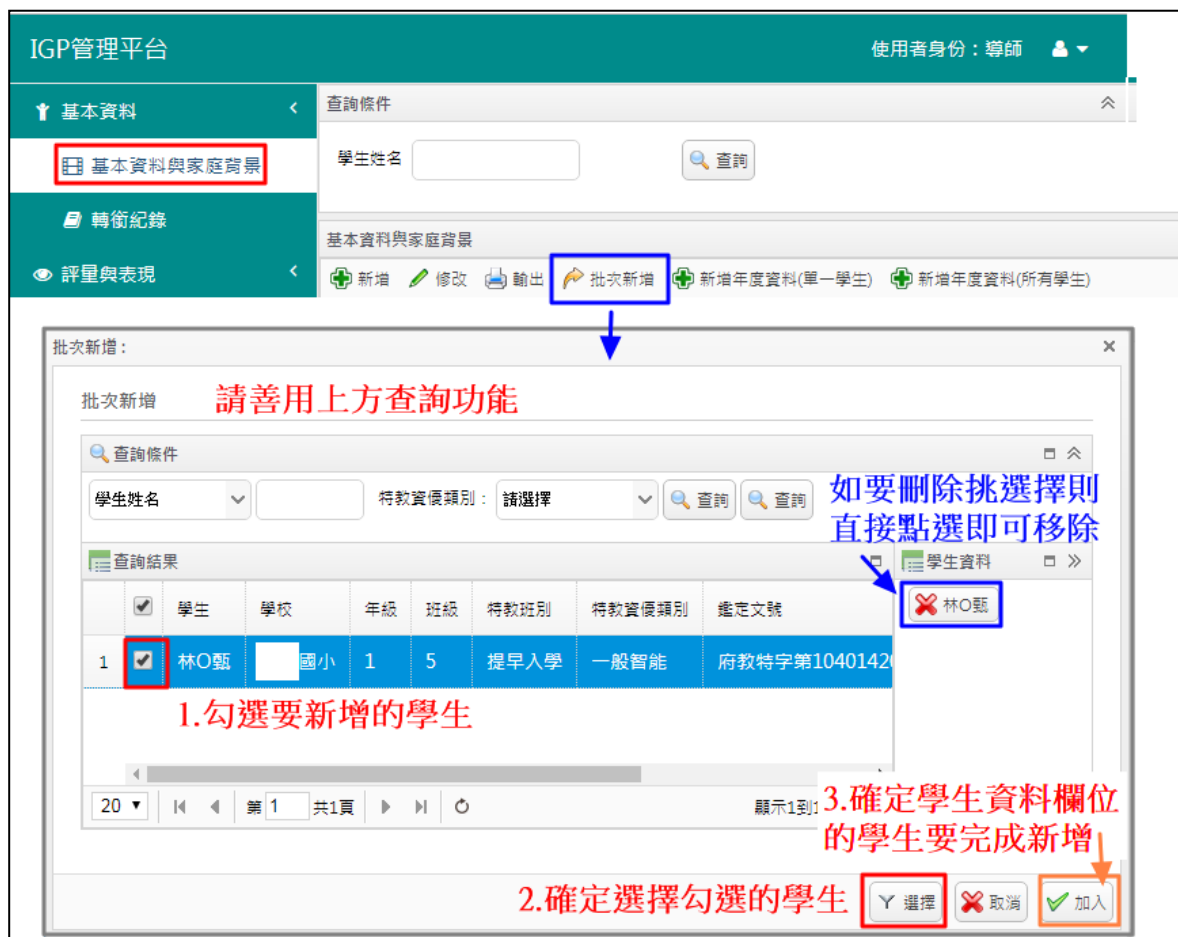 IGP管理平台
使用者身份：導師
基本資料
基本資料與家庭背景
轉銜紀錄
評量與表現
查詢條件
學生姓名
查詢
基本資料與家庭背景
新增 修改 輸出 批次新增 新增年度資料(單一學生) 新增年度資料(所有學生)
批次新增：
批次新增
請善用上方查詢功能
查詢條件
學生姓名 特教資優類別： 請選擇 查詢 查詢
如要刪除挑選擇則
直接點選即可移除
查詢結果
學生資料
學生 學校 年級 班級 特教班別 特教資優類別 鑑定文號
林O甄
1 林O甄 國小 1 5 提早入學 一般智能 府教特字第1040142
1.勾選要新增的學生
20 第 1 共1頁
顯示1到
3.確定學生資料欄位
的學生要完成新增
2.確定選擇勾選的學生
選擇 取消 加入